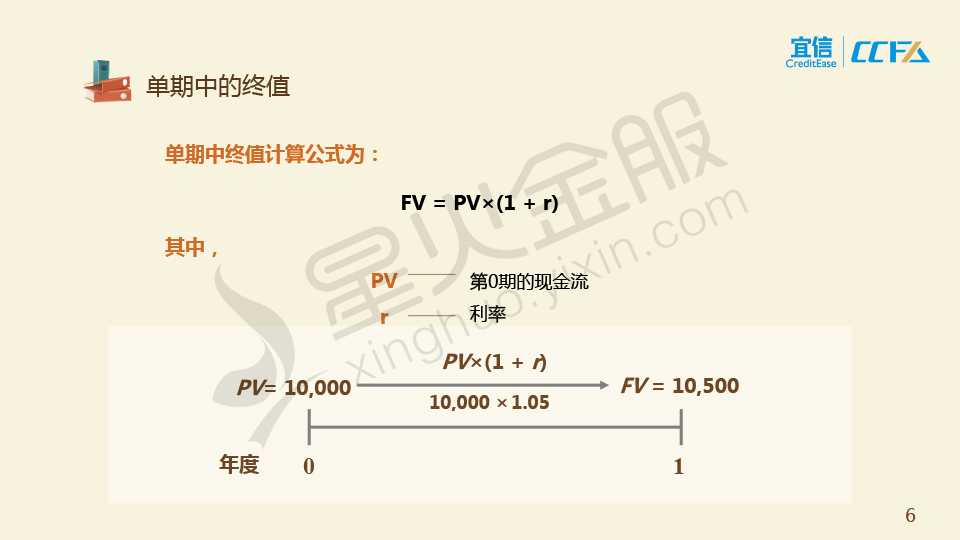 宜信
CreditEase
CCFA
单期中的终值
单期中终值计算公式为：
FV = PV×(1 + r)
其中，
PV 第0期的现金流
r 利率
PV×(1 + r)
PV= 10,000 FV = 10,500
10,000 ×1.05
年度 0 1
星火金服
xinghuo.yixin.com
6